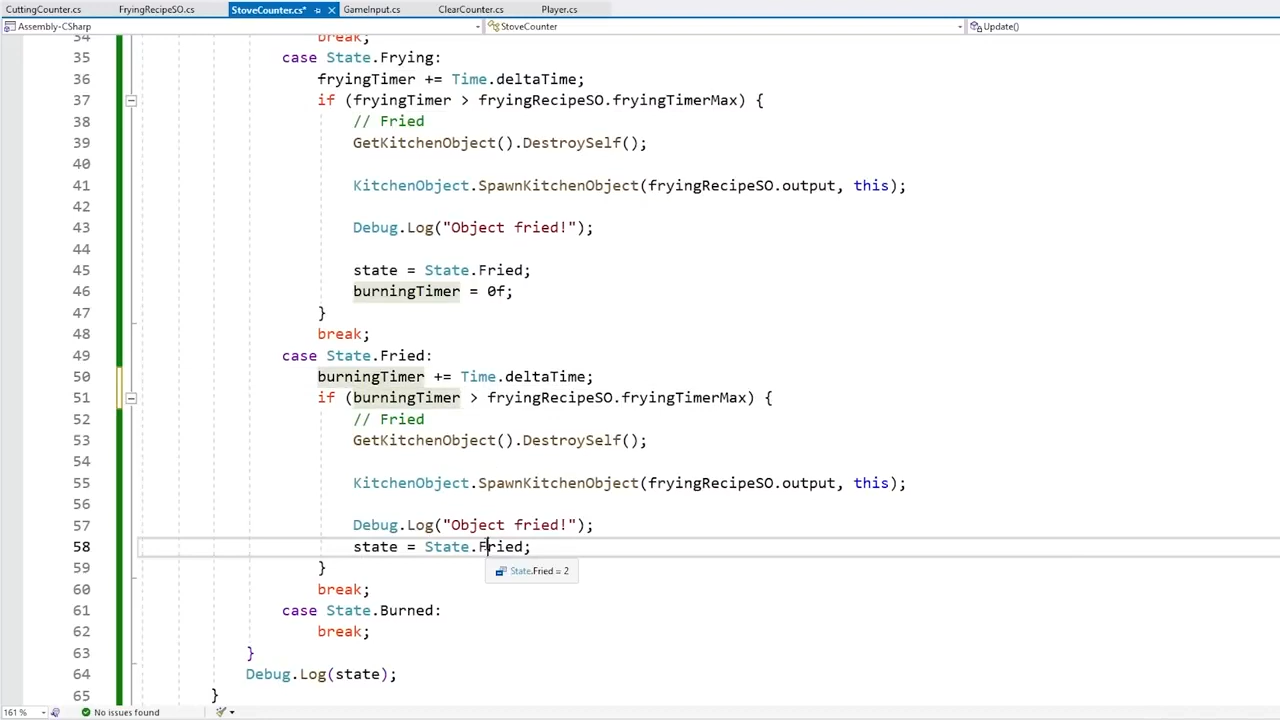 CuttingCounter.cs FryingRecipeSO.cs StoveCounter.cs* GameInput.cs ClearCounter.cs Player.cs
Assembly-CSharp StoveCounter Update()
34 break;
35 case State.Frying:
36 fryingTimer += Time.deltaTime;
37 if (fryingTimer > fryingRecipeSO.fryingTimerMax) {
38 // Fried
39 GetKitchenObject().DestroySelf();
40
41 KitchenObject.SpawnKitchenObject(fryingRecipeSO.output, this);
42
43 Debug.Log("Object fried!");
44
45 state = State.Fried;
46 burningTimer = 0f;
47 }
48 break;
49 case State.Fried:
50 burningTimer += Time.deltaTime;
51 if (burningTimer > fryingRecipeSO.fryingTimerMax) {
52 // Fried
53 GetKitchenObject().DestroySelf();
54
55 KitchenObject.SpawnKitchenObject(fryingRecipeSO.output, this);
56
57 Debug.Log("Object fried!");
58 state = State.Fried;
State.Fried = 2
59 }
60 break;
61 case State.Burned:
62 break;
63 }
64 Debug.Log(state);
65 }
161 % No issues found